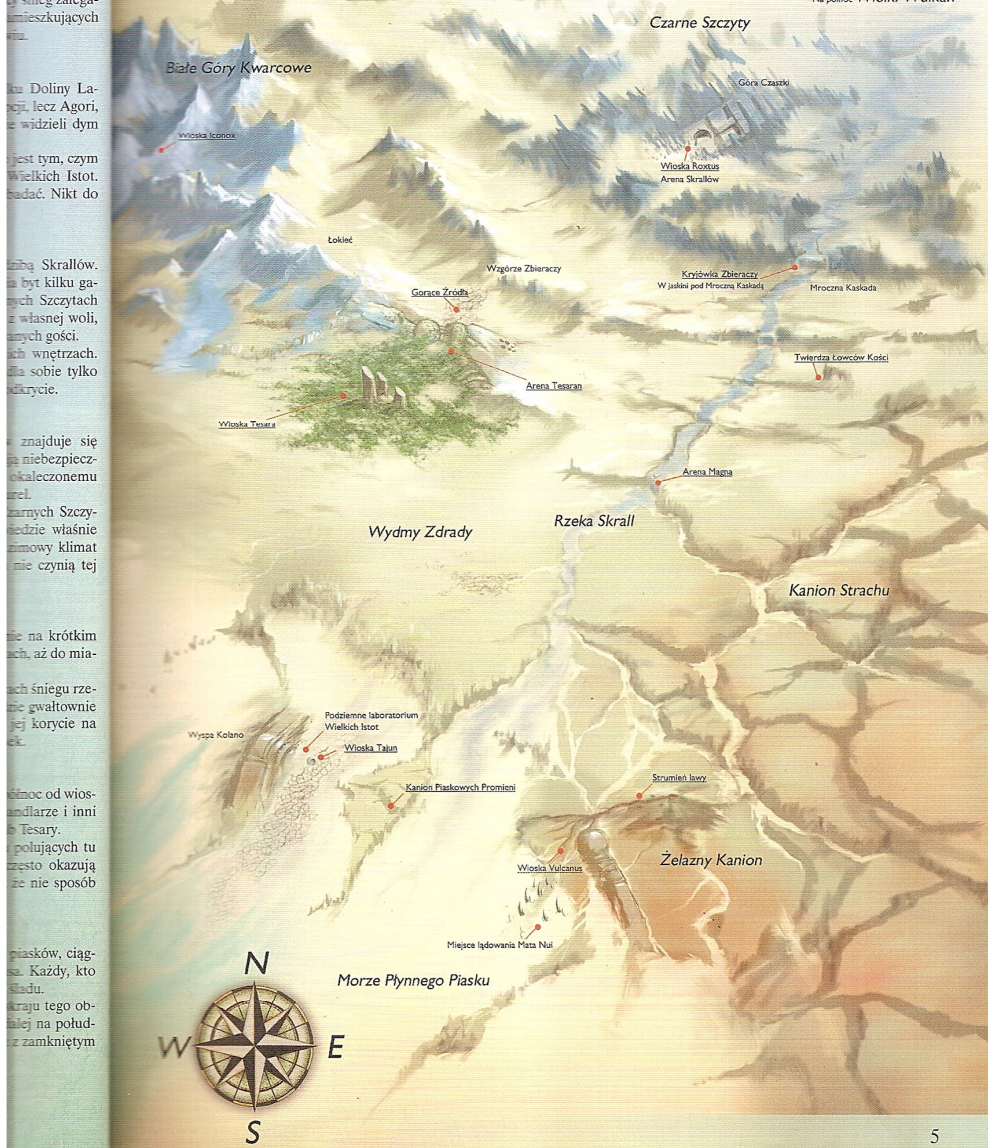 śnieg zalega-
zamieszkujących
Doliny La-
lecz Agori,
widzieli dym
jest tym, czym
Wielkich Istot.
badać. Nikt do
Skrallów.
byt kilku ga-
Szczytach
z własnej woli,
gości.
wnętrzach.
dla sobie tylko
odkrycie.
znajduje się
niebezpiecz-
okaleczonemu
Czarnych Szczy-
właśnie
zimowy klimat
nie czynią tej
na krótkim
aż do mia-
śniegu rze-
gwałtownie
jej korycie na
północ od wios-
handlarze i inni
Tesary.
polujących tu
często okazują
że nie sposób
piasków, ciąg-
Każdy, kto
śladu.
skraju tego ob-
dalej na połud-
z zamkniętym
Na północ Wielki Wulkan
Czarne Szczyty
Białe Góry Kwarcowe
Góra Czaszki
Wioska Iconox
Wioska Roxtus
Arena Skrallów
Łokieć
Wzgórze Zbieraczy
Kryjówka Zbieraczy
W jaskini pod Mroczną Kaskadą
Mroczna Kaskada
Gorące Źródła
Twierdza Łowców Kości
Arena Tesaran
Wioska Tesara
Arena Magna
Rzeka Skrall
Wydmy Zdrady
Kanion Strachu
Podziemne laboratorium
Wielkich Istot
Wyspa Kolano
Wioska Tajun
Kanion Piaskowych Promieni
Strumień lawy
Żelazny Kanion
Wioska Vulcanus
Miejsce lądowania Mata Nui
Morze Płynnego Piasku
N
W
E
S
5